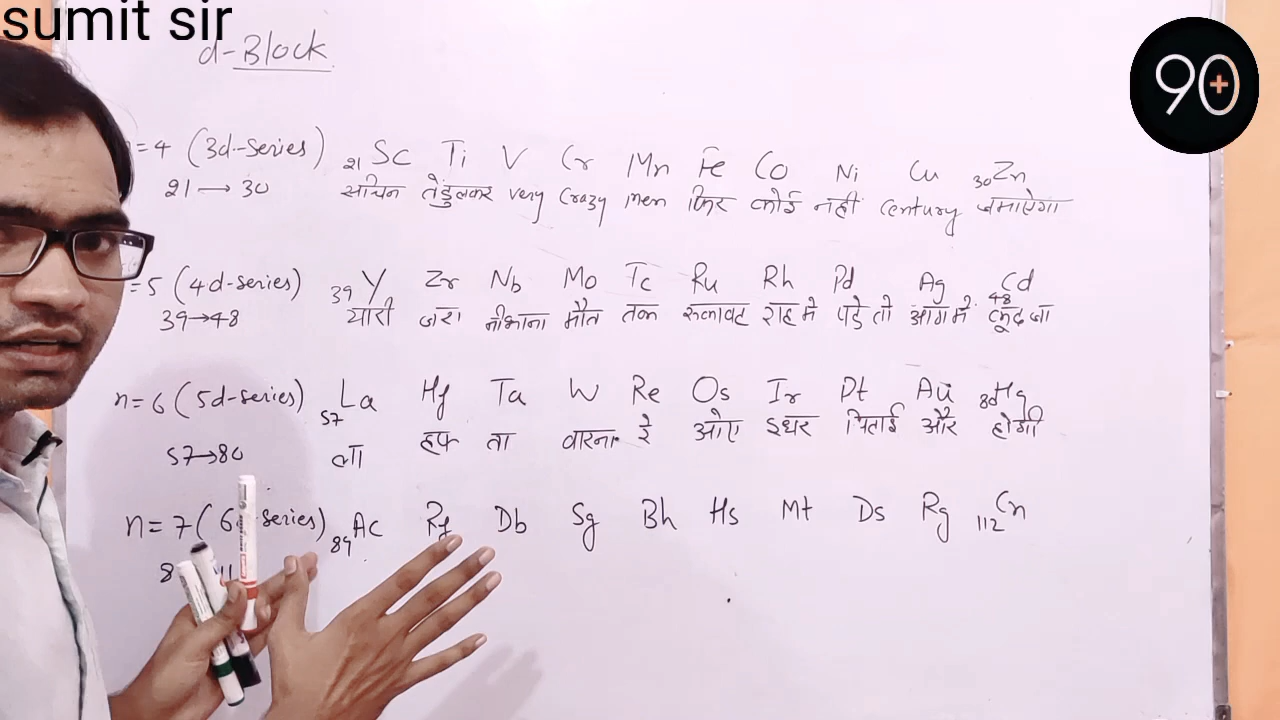 sumit sir
90+
d-Block
=4 (3d-series) 21Sc Ti V Cr Mn Fe Co Ni Cu 30Zn
21 → 30 सचिन तेंडुलकर very Crazy men फिर कोई नही century जमाऐगा
=5 (4d-series) 39Y Zr Nb Mo Tc Ru Rh Pd Ag 48Cd
39→48 यारी जरा नीभाना मौत तक रुकावट राह मे पड़े तो आग मे कूद जा
n=6 (5d-series) 57La Hf Ta W Re Os Ir Pt Au 80Hg
57→80 ला हफ ता वारना रे ओए इधर पिताई और होगी
n=7 (6d-series) 89Ac Rf Db Sg Bh Hs Mt Ds Rg 112Cn
8 11